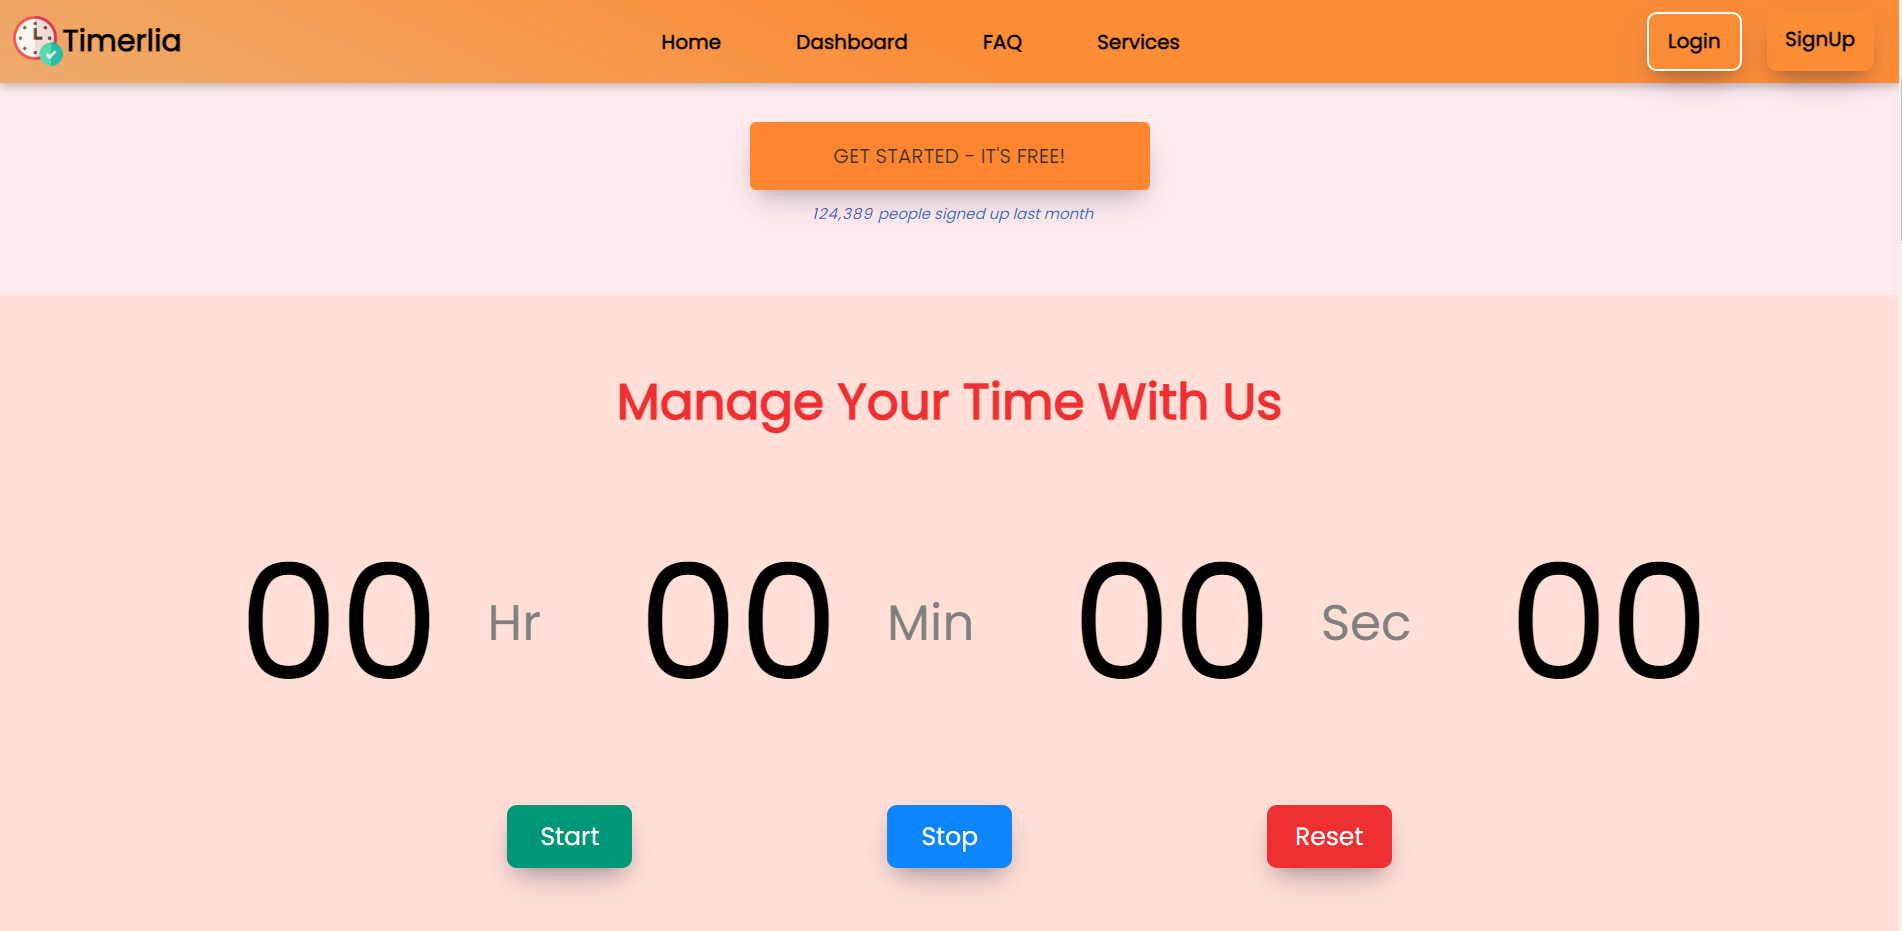 Timerlia Home Dashboard FAQ Services Login SignUp
GET STARTED - IT'S FREE!
124,389 people signed up last month
Manage Your Time With Us
00 Hr 00 Min 00 Sec 00
Start Stop Reset